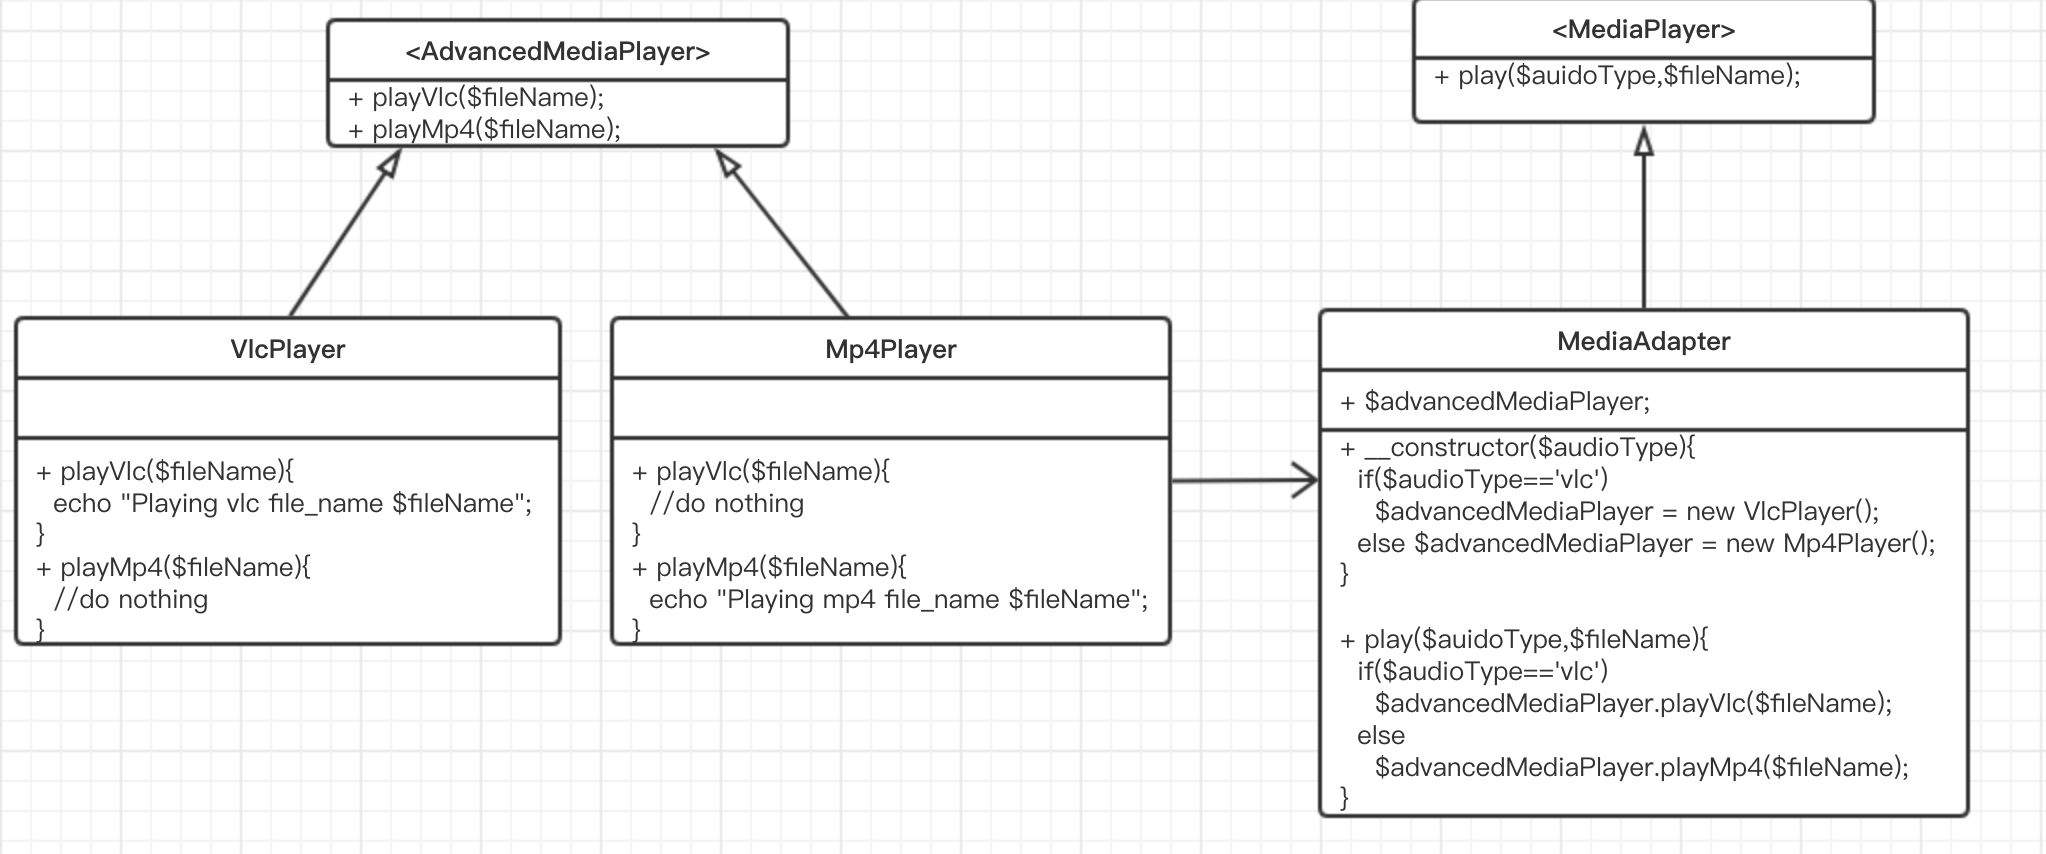 <AdvancedMediaPlayer>
+ playVlc($fileName);
+ playMp4($fileName);
<MediaPlayer>
+ play($auidoType,$fileName);
VlcPlayer
+ playVlc($fileName){
echo "Playing vlc file_name $fileName";
}
+ playMp4($fileName){
//do nothing
}
Mp4Player
+ playVlc($fileName){
//do nothing
}
+ playMp4($fileName){
echo "Playing mp4 file_name $fileName";
}
MediaAdapter
+ $advancedMediaPlayer;
+ __constructor($audioType){
if($audioType=='vlc')
$advancedMediaPlayer = new VlcPlayer();
else $advancedMediaPlayer = new Mp4Player();
}
+ play($auidoType,$fileName){
if($audioType=='vlc')
$advancedMediaPlayer.playVlc($fileName);
else
$advancedMediaPlayer.playMp4($fileName);
}